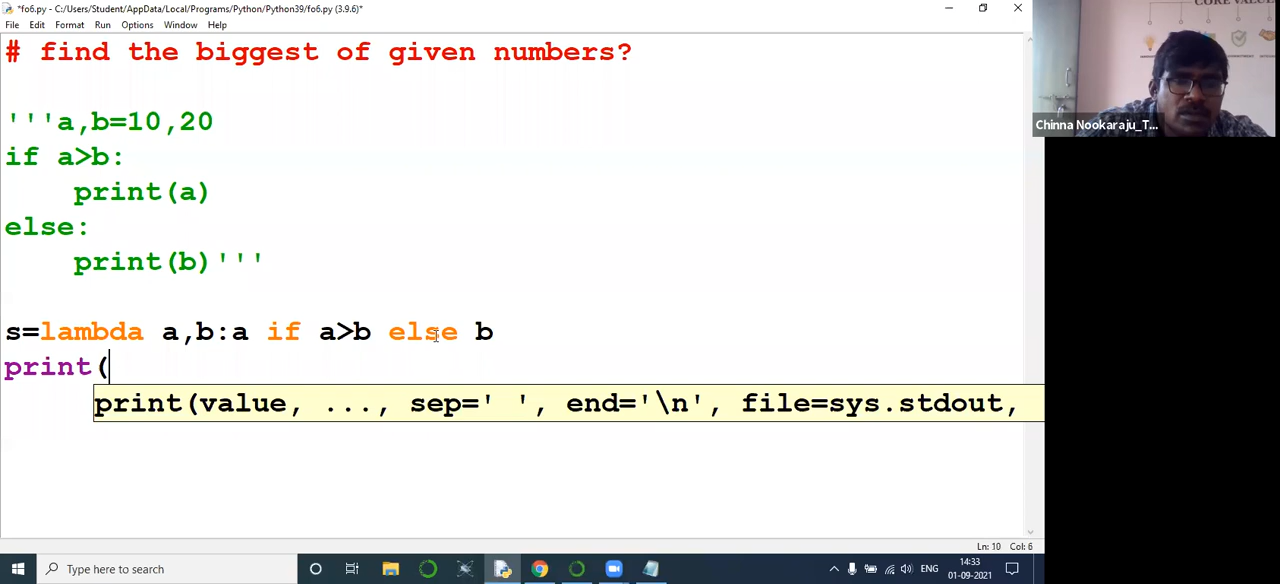 *fo6.py - C:/Users/Student/AppData/Local/Programs/Python/Python39/fo6.py (3.9.6)*
File Edit Format Run Options Window Help
# find the biggest of given numbers?
'''a,b=10,20
if a>b:
    print(a)
else:
    print(b)'''
s=lambda a,b:a if a>b else b
print(
print(value, ..., sep=' ', end='\n', file=sys.stdout,
Ln: 10 Col: 6
CORE VALUES
Chinna Nookaraju_T...
Type here to search
ENG
14:33
01-09-2021